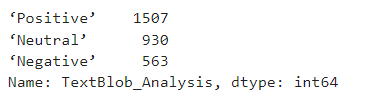 ‘Positive’ 1507
‘Neutral’ 930
‘Negative’ 563
Name: TextBlob_Analysis, dtype: int64